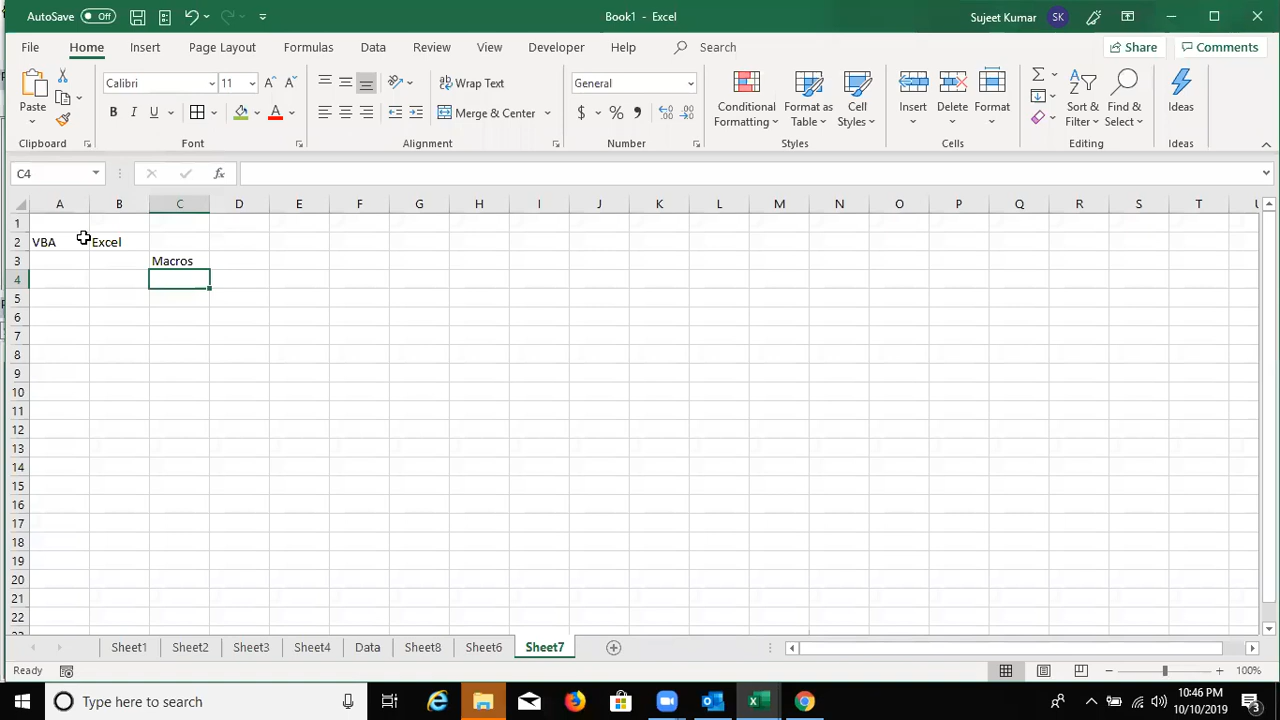 AutoSave Off Book1 - Excel Sujeet Kumar SK
File Home Insert Page Layout Formulas Data Review View Developer Help Search Share Comments
Paste Calibri 11 Wrap Text General Conditional Formatting Format as Table Cell Styles Insert Delete Format Sort & Filter Find & Select Ideas
B I U A Merge & Center $ % ,
Clipboard Font Alignment Number Styles Cells Editing Ideas
C4 fx
A B C D E F G H I J K L M N O P Q R S T U
1
2 VBA Excel
3 Macros
4
5
6
7
8
9
10
11
12
13
14
15
16
17
18
19
20
21
22
23
Sheet1 Sheet2 Sheet3 Sheet4 Data Sheet8 Sheet6 Sheet7
Ready 100%
Type here to search 10:46 PM
10/10/2019 3